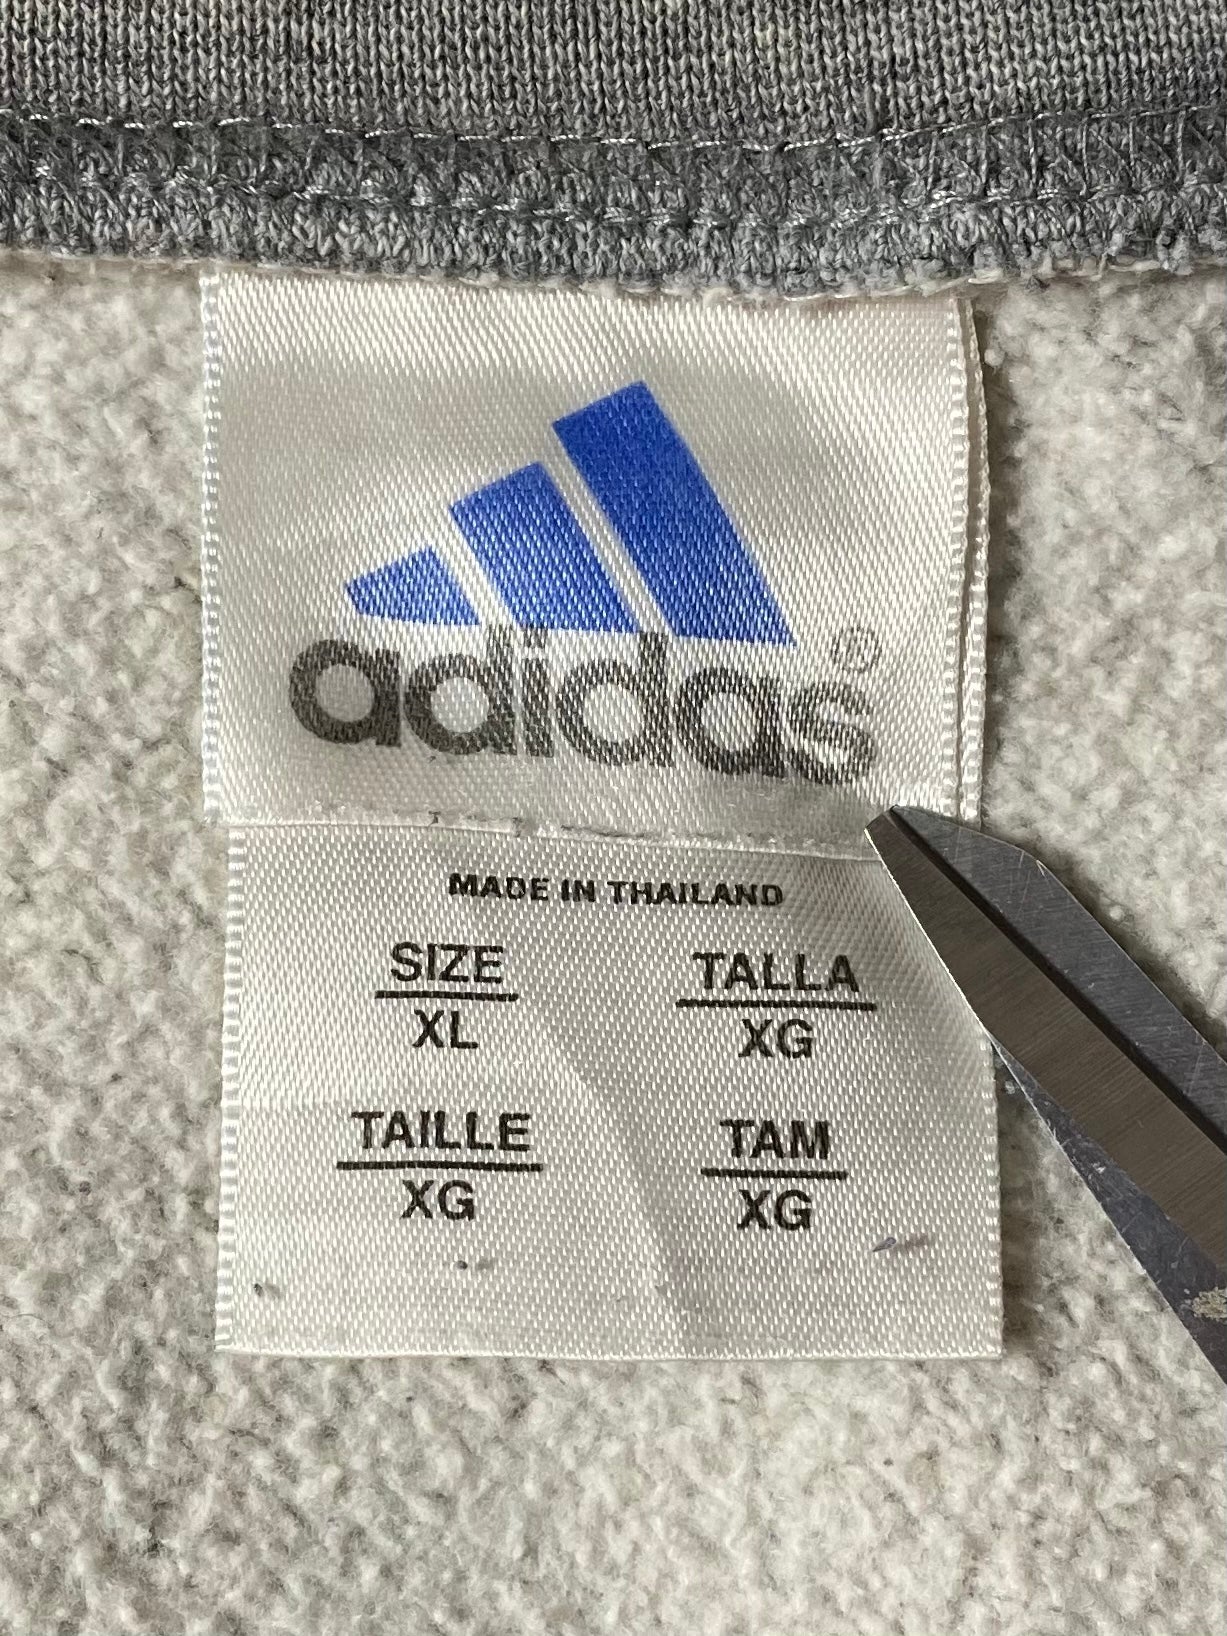 adidas®
MADE IN THAILAND
SIZE TALLA
XL XG
TAILLE TAM
XG XG